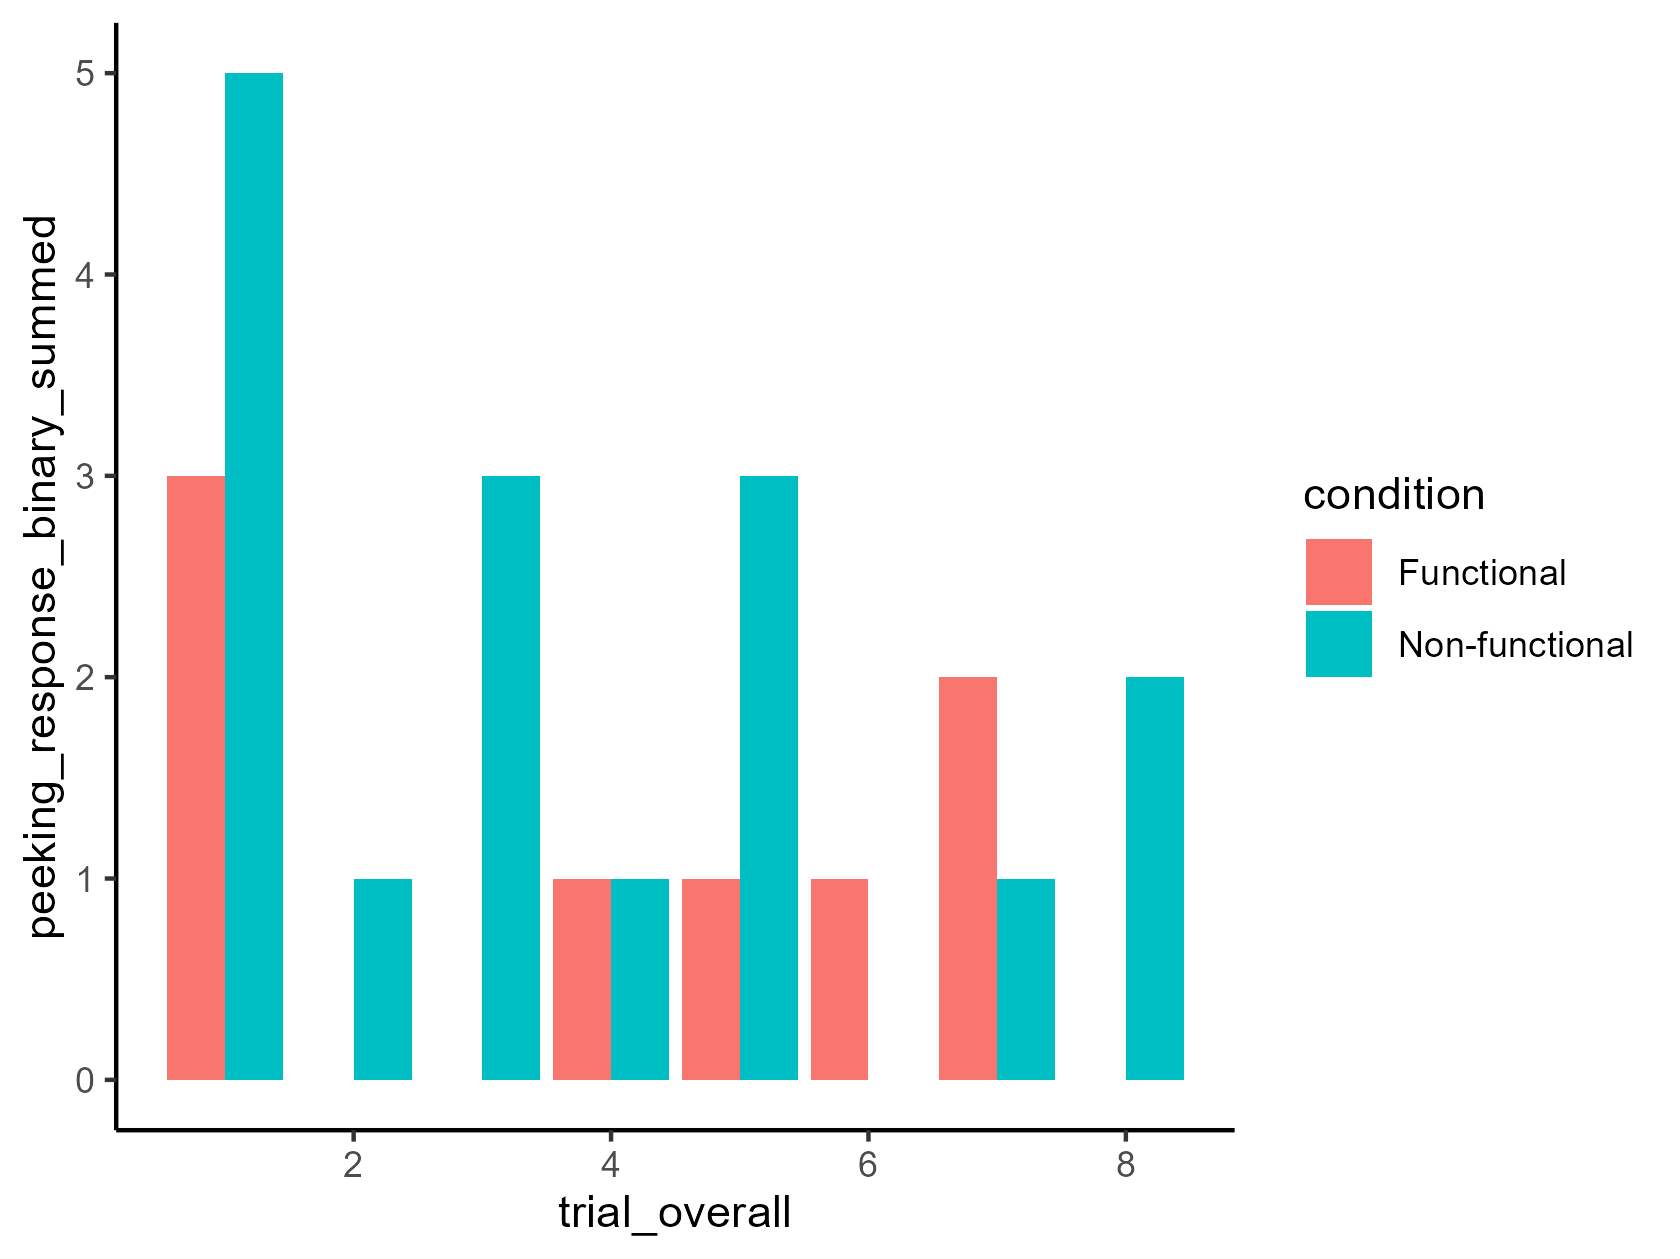 peeking_response_binary_summed
5
4
3
2
1
0
2 4 6 8
trial_overall
condition
Functional
Non-functional